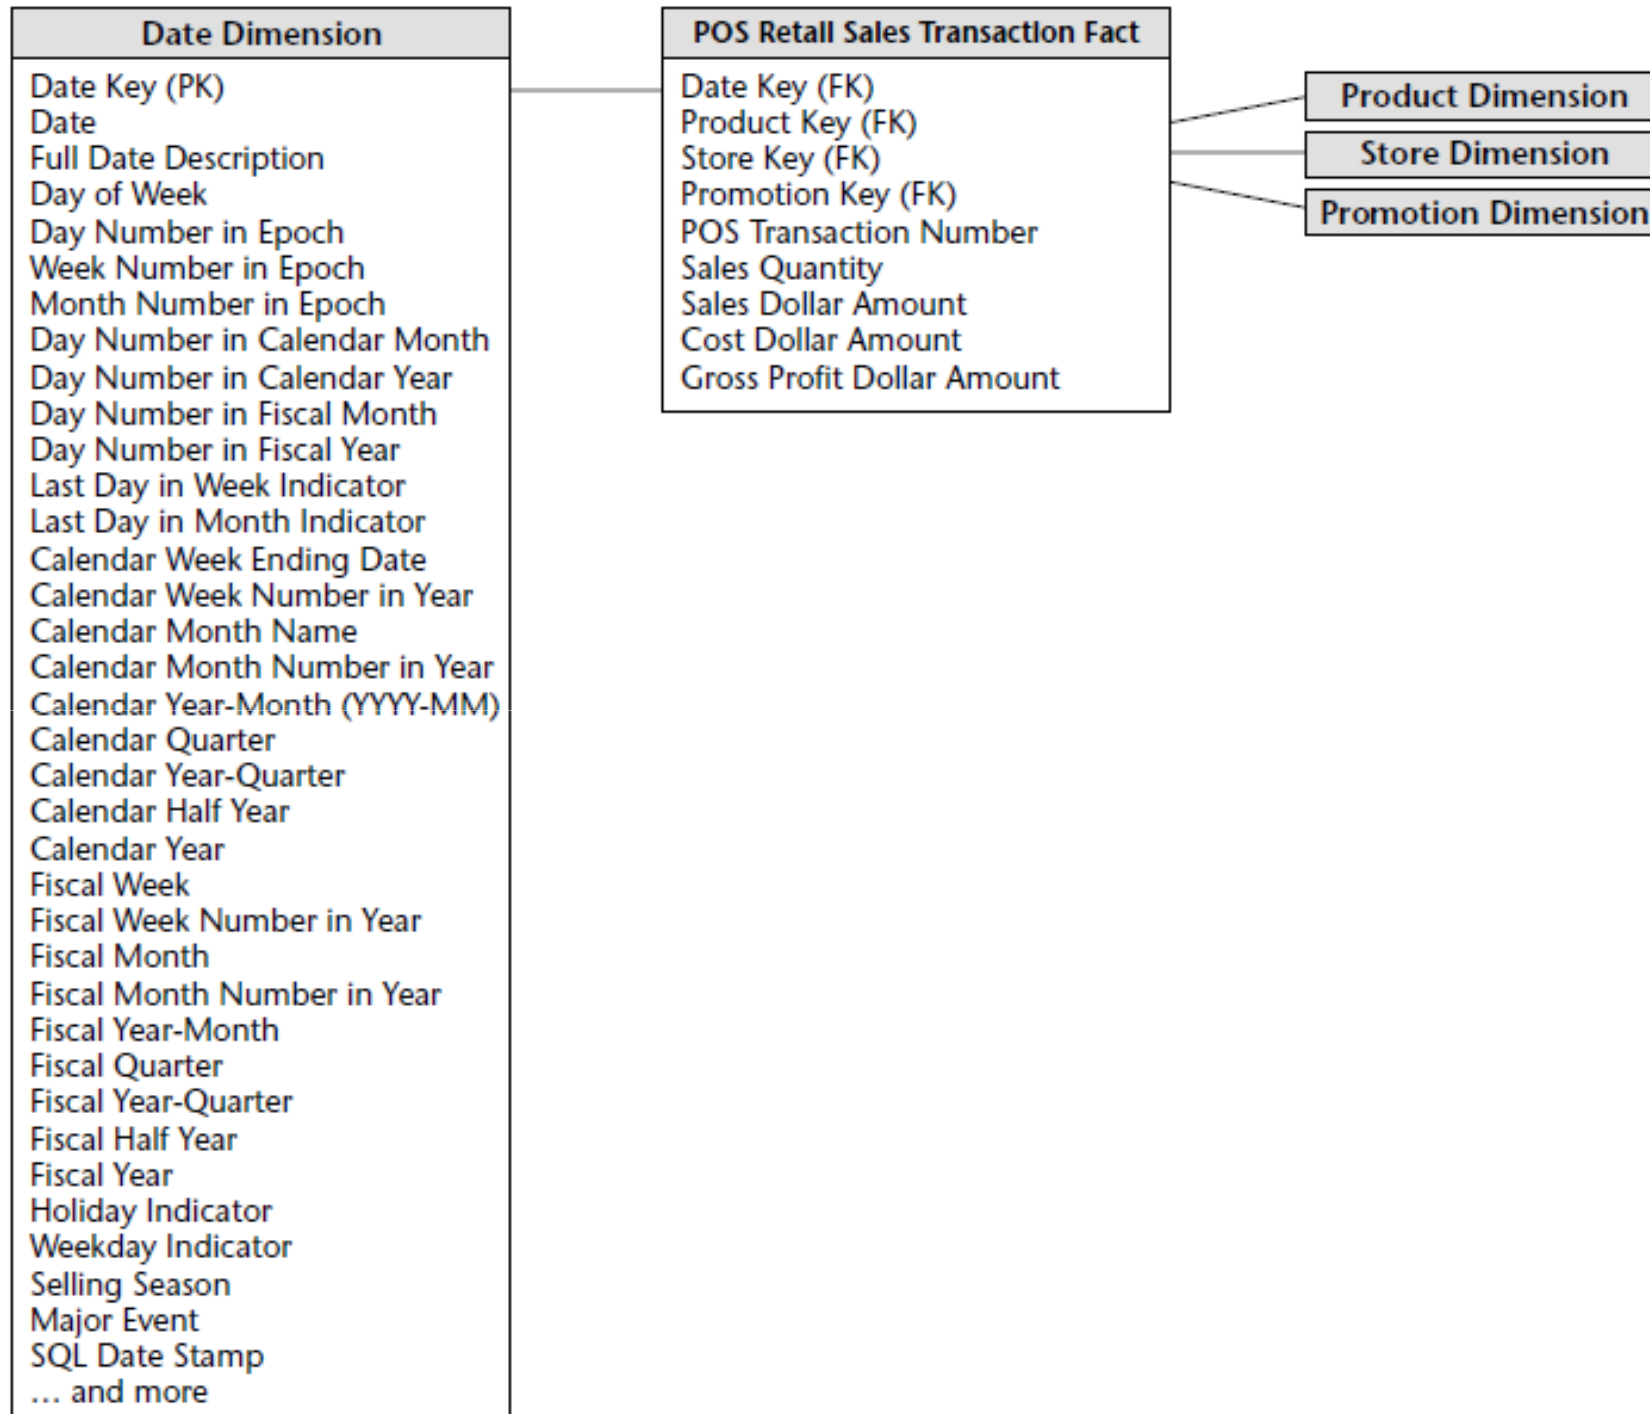 Date Dimension
Date Key (PK)
Date
Full Date Description
Day of Week
Day Number in Epoch
Week Number in Epoch
Month Number in Epoch
Day Number in Calendar Month
Day Number in Calendar Year
Day Number in Fiscal Month
Day Number in Fiscal Year
Last Day in Week Indicator
Last Day in Month Indicator
Calendar Week Ending Date
Calendar Week Number in Year
Calendar Month Name
Calendar Month Number in Year
Calendar Year-Month (YYYY-MM)
Calendar Quarter
Calendar Year-Quarter
Calendar Half Year
Calendar Year
Fiscal Week
Fiscal Week Number in Year
Fiscal Month
Fiscal Month Number in Year
Fiscal Year-Month
Fiscal Quarter
Fiscal Year-Quarter
Fiscal Half Year
Fiscal Year
Holiday Indicator
Weekday Indicator
Selling Season
Major Event
SQL Date Stamp
… and more
POS Retail Sales Transaction Fact
Date Key (FK)
Product Key (FK)
Store Key (FK)
Promotion Key (FK)
POS Transaction Number
Sales Quantity
Sales Dollar Amount
Cost Dollar Amount
Gross Profit Dollar Amount
Product Dimension
Store Dimension
Promotion Dimension